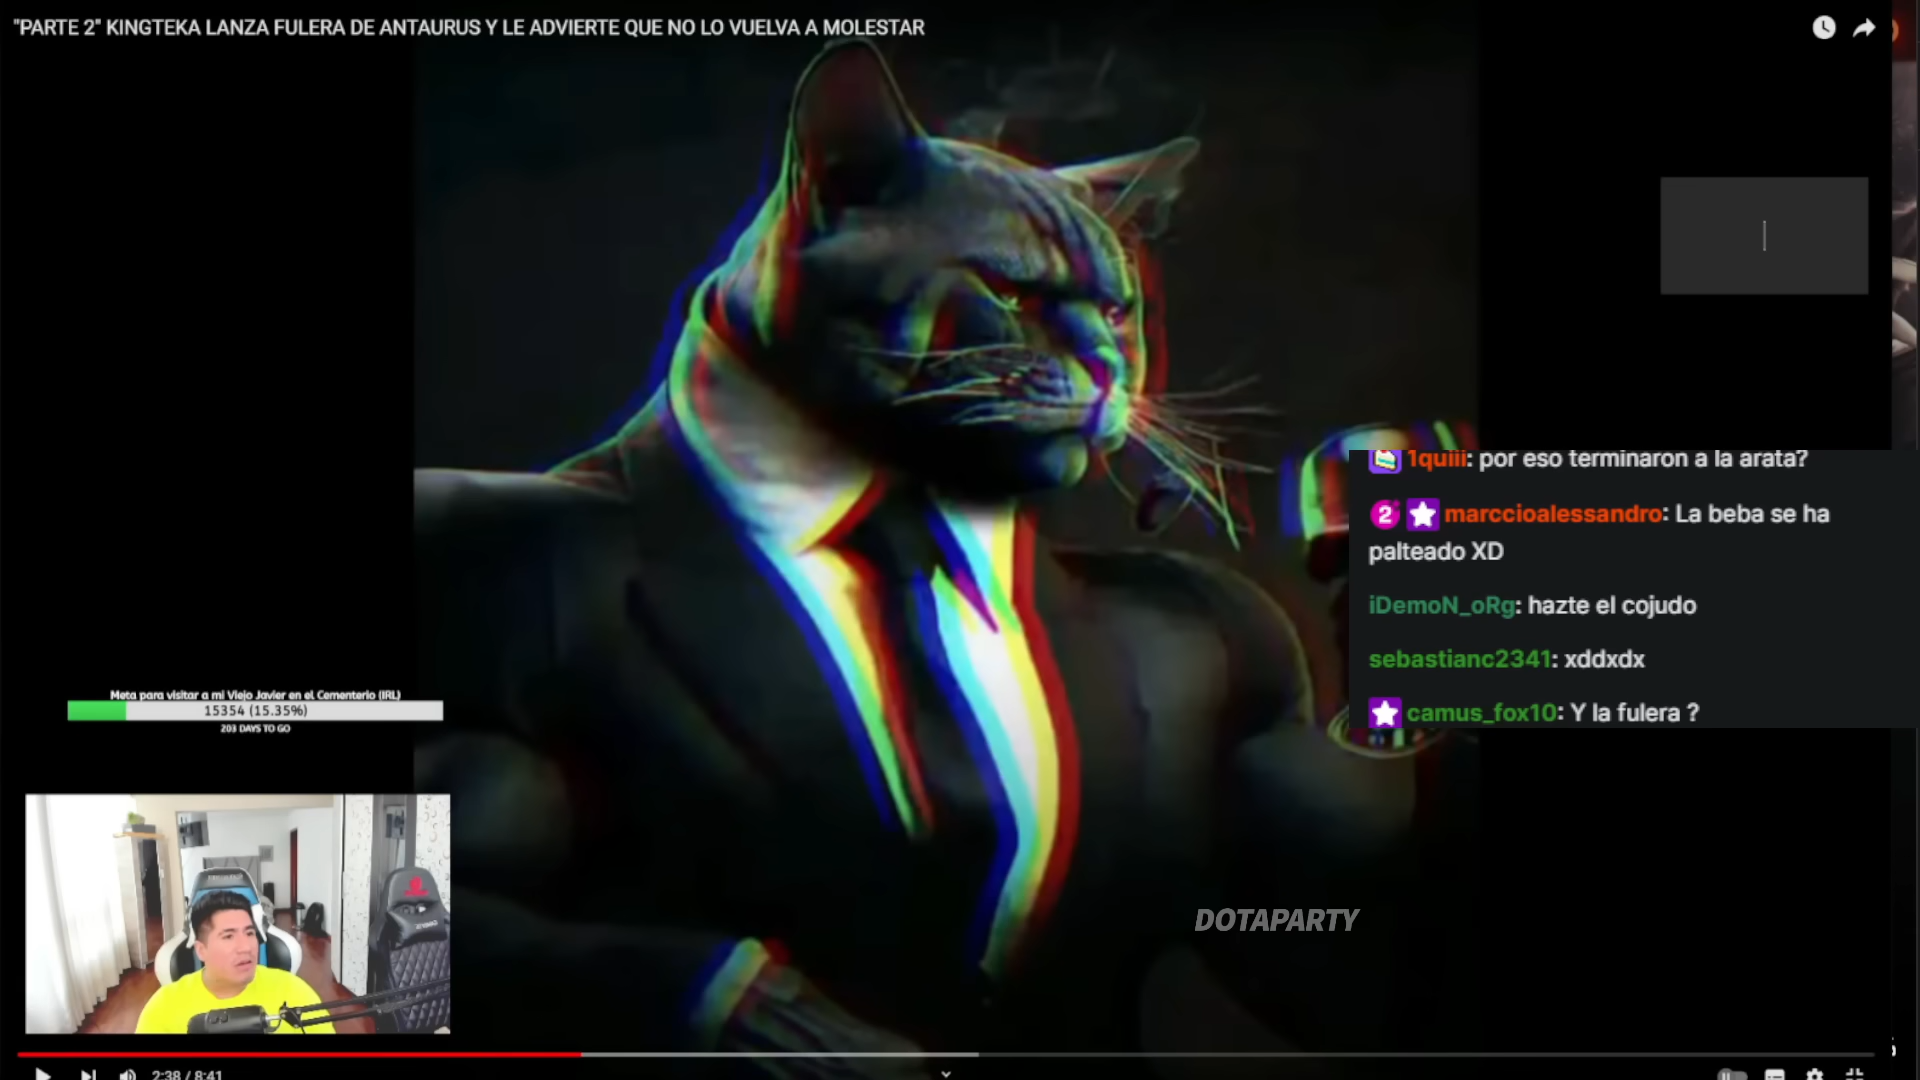 "PARTE 2" KINGTEKA LANZA FULERA DE ANTAURUS Y LE ADVIERTE QUE NO LO VUELVA A MOLESTAR
1quiii: por eso terminaron a la arata?
2 marccioalessandro: La beba se ha
palteado XD
iDemoN_oRg: hazte el cojudo
sebastianc2341: xddxdx
camus_fox10: Y la fulera ?
Meta para visitar a mi Viejo Javier en el Cementerio (IRL)
15354 (15.35%)
203 DAYS TO GO
DOTAPARTY
2:38 / 8:41